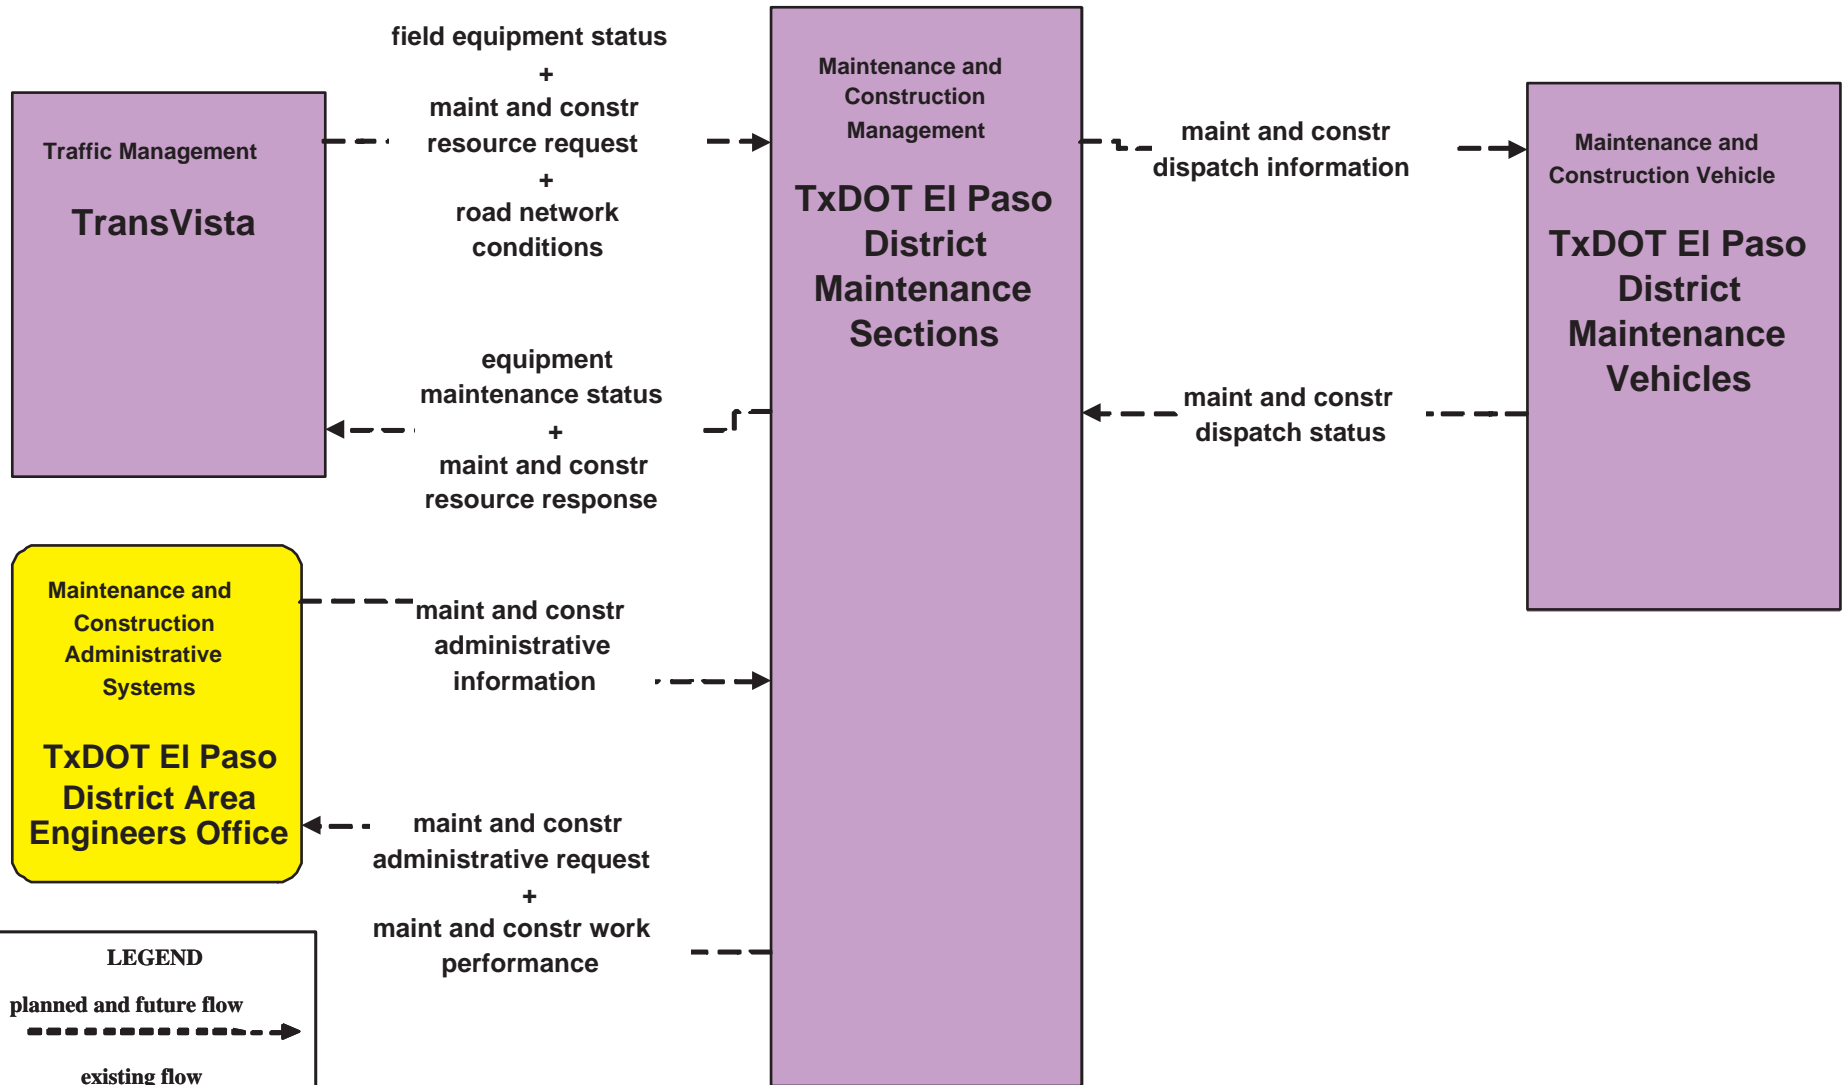 field equipment status
+
maint and constr
resource request
+
road network
conditions
Traffic Management
TransVista
equipment
maintenance status
+
maint and constr
resource response
Maintenance and
Construction
Management
TxDOT El Paso
District
Maintenance
Sections
maint and constr
dispatch information
maint and constr
dispatch status
Maintenance and
Construction Vehicle
TxDOT El Paso
District
Maintenance
Vehicles
Maintenance and
Construction
Administrative
Systems
TxDOT El Paso
District Area
Engineers Office
maint and constr
administrative
information
maint and constr
administrative request
+
maint and constr work
performance
LEGEND
planned and future flow
existing flow